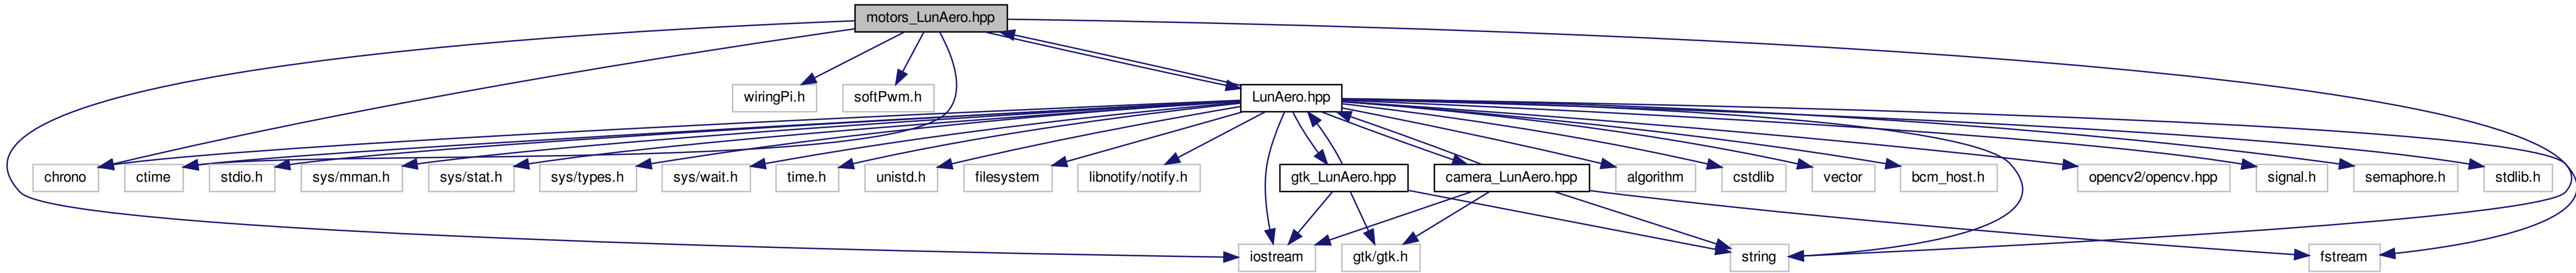 motors_LunAero.hpp
wiringPi.h
softPwm.h
LunAero.hpp
chrono
ctime
stdio.h
sys/mman.h
sys/stat.h
sys/types.h
sys/wait.h
time.h
unistd.h
filesystem
libnotify/notify.h
gtk_LunAero.hpp
camera_LunAero.hpp
algorithm
cstdlib
vector
bcm_host.h
opencv2/opencv.hpp
signal.h
semaphore.h
stdlib.h
iostream
gtk/gtk.h
string
fstream